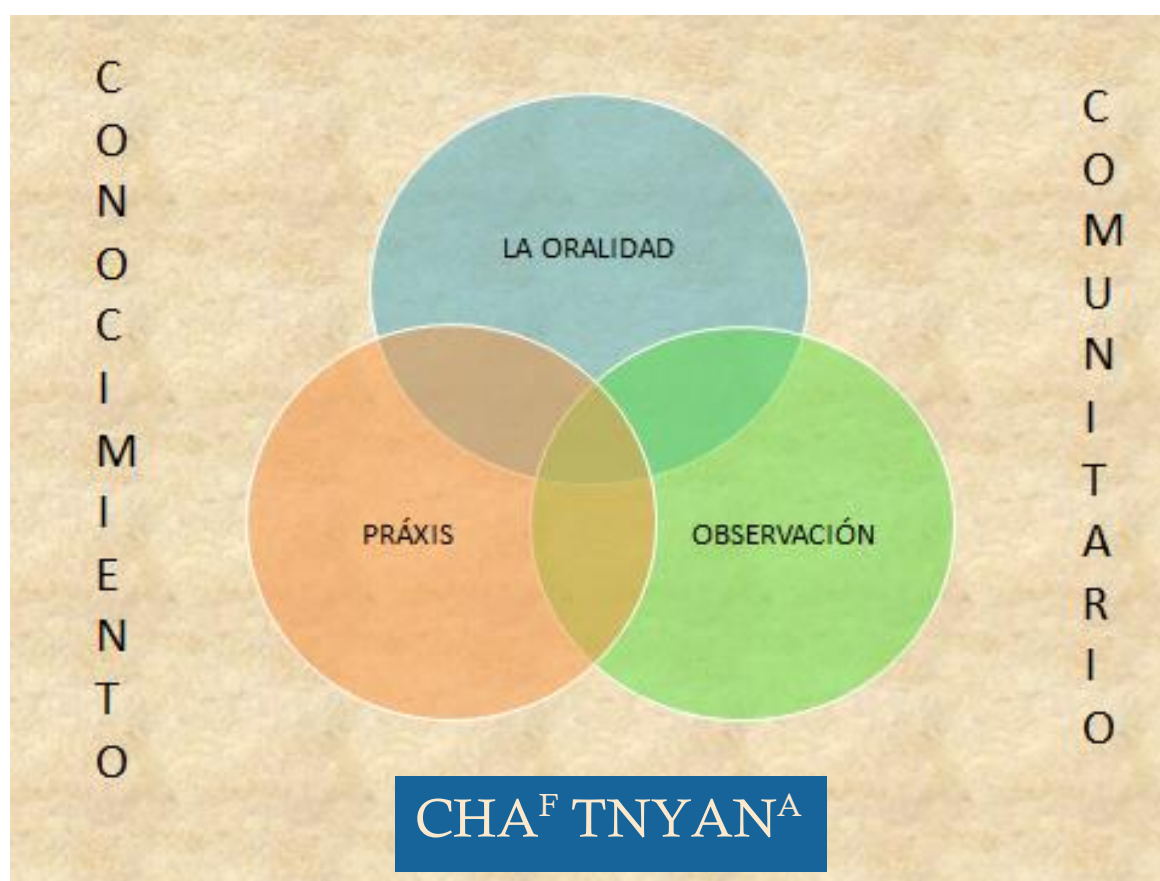 CONOCIMIENTO
LA ORALIDAD
PRÁXIS
OBSERVACIÓN
COMUNITARIO
CHAᶠ TNYANᴬ